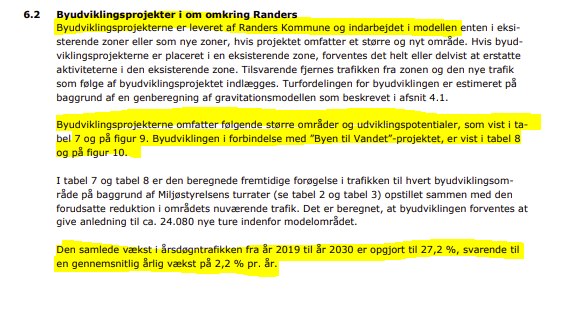 6.2 Byudviklingsprojekter i om omkring Randers
Byudviklingsprojekterne er leveret af Randers Kommune og indarbejdet i modellen enten i eksi-
sterende zoner eller som nye zoner, hvis projektet omfatter et større og nyt område. Hvis byud-
viklingsprojekterne er placeret i en eksisterende zone, forventes det helt eller delvist at erstatte
aktiviteterne i den eksisterende zone. Tilsvarende fjernes trafikken fra zonen og den nye trafik
som følge af byudviklingsprojektet indlægges. Turfordelingen for byudviklingen er estimeret på
baggrund af en genberegning af gravitationsmodellen som beskrevet i afsnit 4.1.
Byudviklingsprojekterne omfatter følgende større områder og udviklingspotentialer, som vist i ta-
bel 7 og på figur 9. Byudviklingen i forbindelse med ”Byen til Vandet”-projektet, er vist i tabel 8
og på figur 10.
I tabel 7 og tabel 8 er den beregnede fremtidige forøgelse i trafikken til hvert byudviklingsom-
råde på baggrund af Miljøstyrelsens turrater (se tabel 2 og tabel 3) opstillet sammen med den
forudsatte reduktion i områdets nuværende trafik. Det er beregnet, at byudviklingen forventes at
give anledning til ca. 24.080 nye ture indenfor modelområdet.
Den samlede vækst i årsdøgntrafikken fra år 2019 til år 2030 er opgjort til 27,2 %, svarende til
en gennemsnitlig årlig vækst på 2,2 % pr. år.